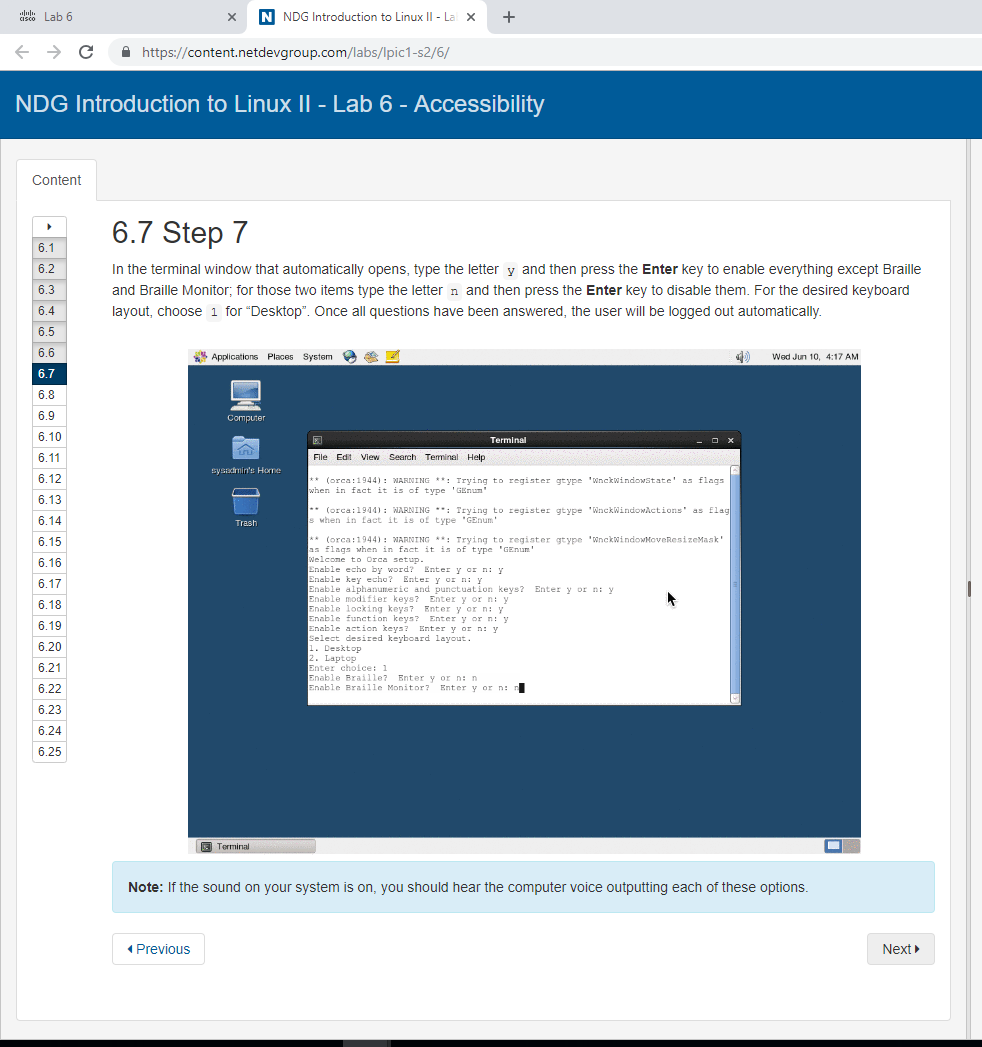 Lab 6
NDG Introduction to Linux II - La
https://content.netdevgroup.com/labs/lpic1-s2/6/
NDG Introduction to Linux II - Lab 6 - Accessibility
Content
6.1
6.2
6.3
6.4
6.5
6.6
6.7
6.8
6.9
6.10
6.11
6.12
6.13
6.14
6.15
6.16
6.17
6.18
6.19
6.20
6.21
6.22
6.23
6.24
6.25
6.7 Step 7
In the terminal window that automatically opens, type the letter y and then press the Enter key to enable everything except Braille
and Braille Monitor; for those two items type the letter n and then press the Enter key to disable them. For the desired keyboard
layout, choose 1 for “Desktop”. Once all questions have been answered, the user will be logged out automatically.
Applications Places System Wed Jun 10, 4:17 AM
Computer
sysadmin's Home
Trash
Terminal
File Edit View Search Terminal Help
** (orca:1944): WARNING **: Trying to register gtype 'WnckWindowState' as flags
when in fact it is of type 'GEnum'
** (orca:1944): WARNING **: Trying to register gtype 'WnckWindowActions' as flag
s when in fact it is of type 'GEnum'
** (orca:1944): WARNING **: Trying to register gtype 'WnckWindowMoveResizeMask'
as flags when in fact it is of type 'GEnum'
Welcome to Orca setup.
Enable echo by word? Enter y or n: y
Enable key echo? Enter y or n: y
Enable alphanumeric and punctuation keys? Enter y or n: y
Enable modifier keys? Enter y or n: y
Enable locking keys? Enter y or n: y
Enable function keys? Enter y or n: y
Enable action keys? Enter y or n: y
Select desired keyboard layout.
1. Desktop
2. Laptop
Enter choice: 1
Enable Braille? Enter y or n: n
Enable Braille Monitor? Enter y or n: n
Terminal
Note: If the sound on your system is on, you should hear the computer voice outputting each of these options.
Previous
Next